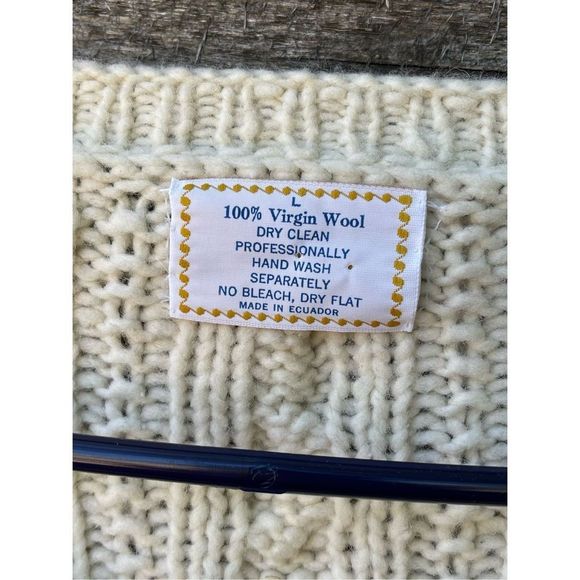 L
100% Virgin Wool
DRY CLEAN
PROFESSIONALLY
HAND WASH
SEPARATELY
NO BLEACH, DRY FLAT
MADE IN ECUADOR